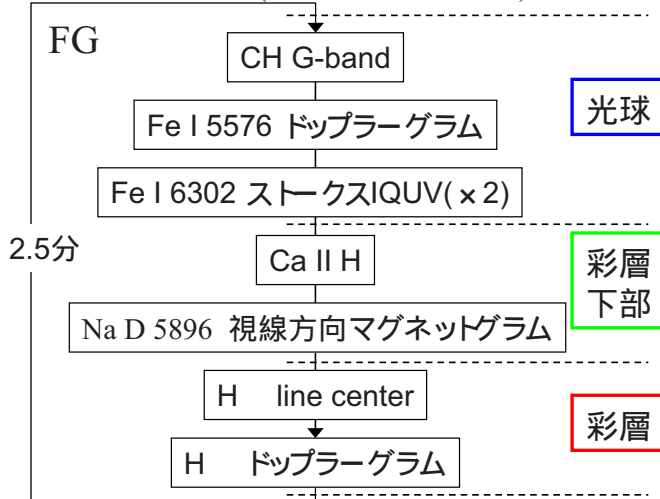 FG
CH G-band
光球
Fe I 5576 ドップラーグラム
Fe I 6302 ストークスIQUV(×2)
2.5分
Ca II H
彩層
下部
Na D 5896 視線方向マグネットグラム
H line center
彩層
H ドップラーグラム